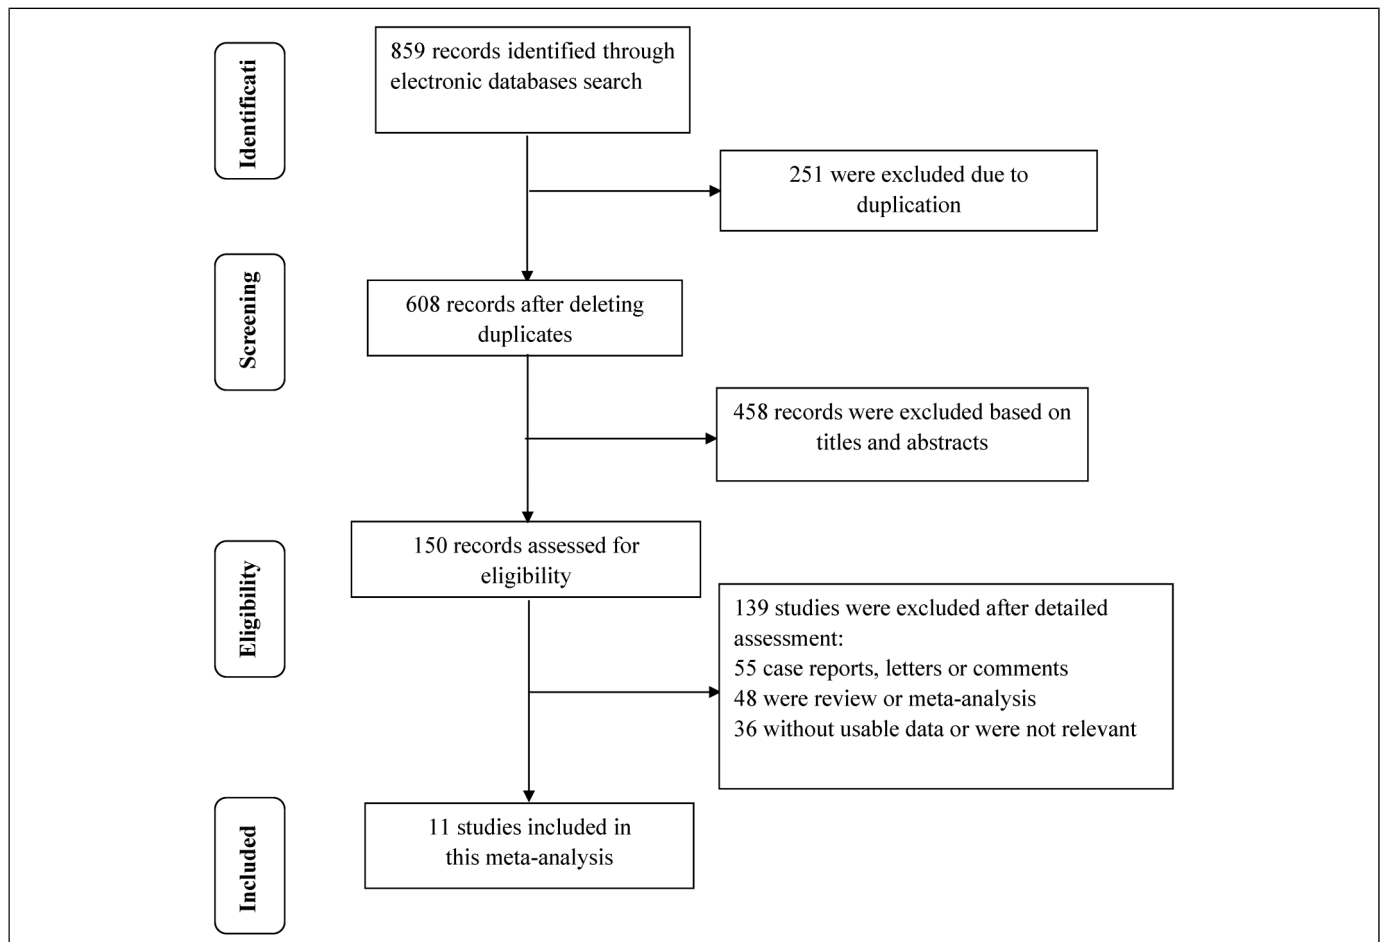 Identificati
859 records identified through
electronic databases search
251 were excluded due to
duplication
Screening
608 records after deleting
duplicates
458 records were excluded based on
titles and abstracts
Eligibility
150 records assessed for
eligibility
139 studies were excluded after detailed
assessment:
55 case reports, letters or comments
48 were review or meta-analysis
36 without usable data or were not relevant
Included
11 studies included in
this meta-analysis